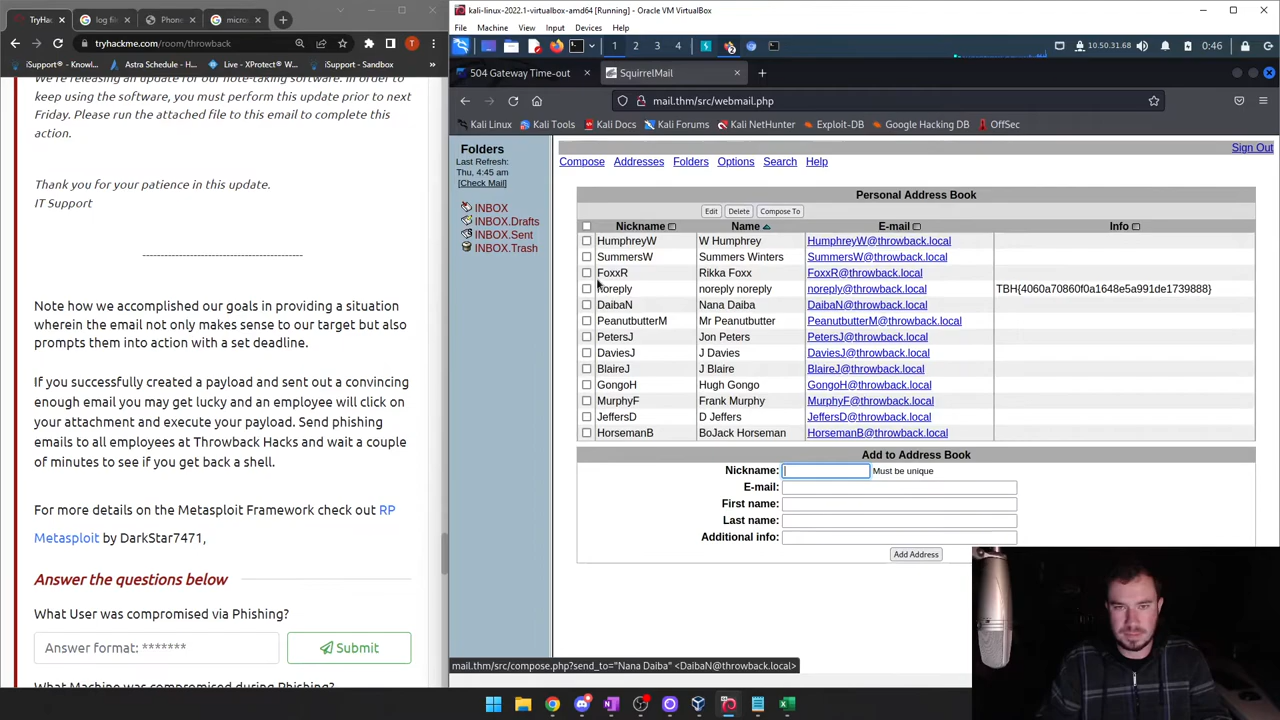 TryHa
log file
Phone
micro
tryhackme.com/room/throwback
T
iSupport® - Knowl...
Astra Schedule - H...
Live - XProtect® W...
iSupport® - Sandbox
We're releasing an update for our note-taking software. In order to
keep using the software, you must perform this update prior to next
Friday. Please run the attached file to this email to complete this
action.
Thank you for your patience in this update.
IT Support
-------------------------------------------
Note how we accomplished our goals in providing a situation
wherein the email not only makes sense to our target but also
prompts them into action with a set deadline.
If you successfully created a payload and sent out a convincing
enough email you may get lucky and an employee will click on
your attachment and execute your payload. Send phishing
emails to all employees at Throwback Hacks and wait a couple
of minutes to see if you get back a shell.
For more details on the Metasploit Framework check out RP
Metasploit by DarkStar7471,
Answer the questions below
What User was compromised via Phishing?
Answer format: *******
Submit
What Machine was compromised during Phishing?
kali-linux-2022.1-virtualbox-amd64 [Running] - Oracle VM VirtualBox
File Machine View Input Devices Help
1 2 3 4
10.50.31.68
0:46
504 Gateway Time-out
SquirrelMail
mail.thm/src/webmail.php
Kali Linux
Kali Tools
Kali Docs
Kali Forums
Kali NetHunter
Exploit-DB
Google Hacking DB
OffSec
Folders
Last Refresh:
Thu, 4:45 am
[Check Mail]
INBOX
INBOX.Drafts
INBOX.Sent
INBOX.Trash
Sign Out
Compose Addresses Folders Options Search Help
Personal Address Book
Edit Delete Compose To
Nickname Name E-mail Info
HumphreyW W Humphrey HumphreyW@throwback.local
SummersW Summers Winters SummersW@throwback.local
FoxxR Rikka Foxx FoxxR@throwback.local
noreply noreply noreply noreply@throwback.local TBH{4060a70860f0a1648e5a991de1739888}
DaibaN Nana Daiba DaibaN@throwback.local
PeanutbutterM Mr Peanutbutter PeanutbutterM@throwback.local
PetersJ Jon Peters PetersJ@throwback.local
DaviesJ J Davies DaviesJ@throwback.local
BlaireJ J Blaire BlaireJ@throwback.local
GongoH Hugh Gongo GongoH@throwback.local
MurphyF Frank Murphy MurphyF@throwback.local
JeffersD D Jeffers JeffersD@throwback.local
HorsemanB BoJack Horseman HorsemanB@throwback.local
Add to Address Book
Nickname: Must be unique
E-mail:
First name:
Last name:
Additional info:
Add Address
mail.thm/src/compose.php?send_to="Nana Daiba" <DaibaN@throwback.local>